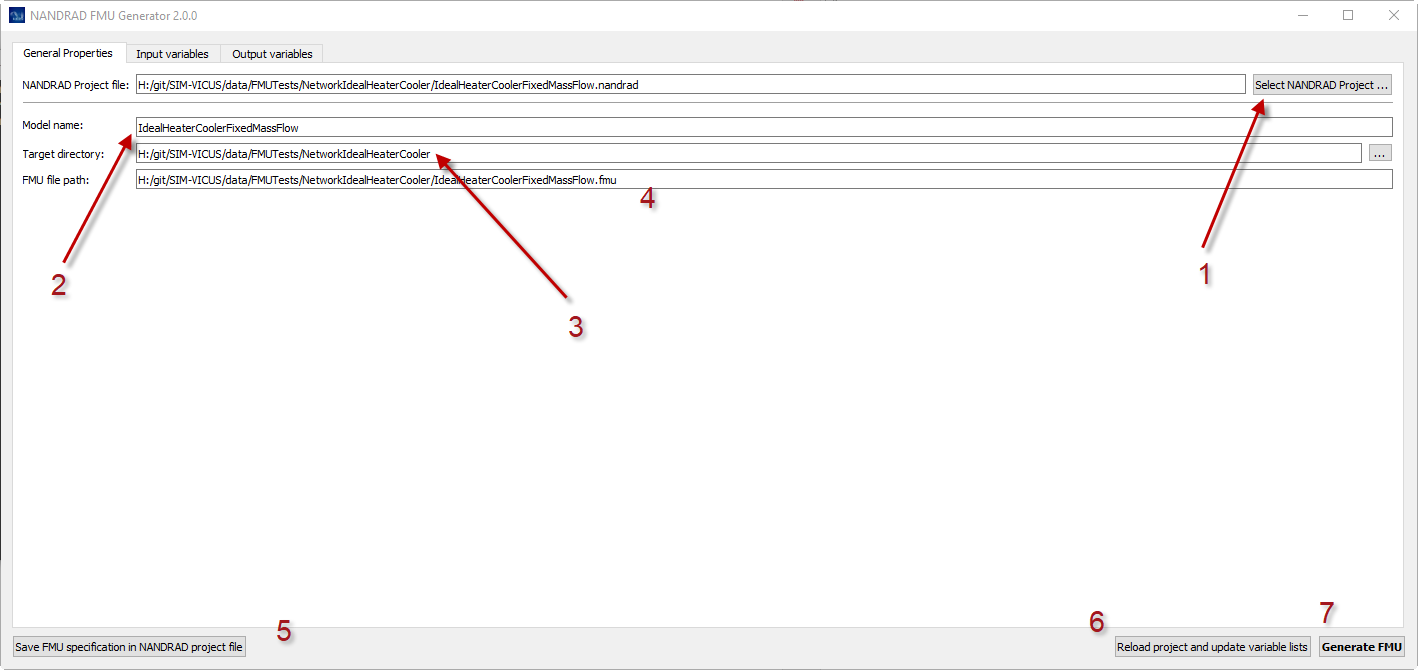 NANDRAD FMU Generator 2.0.0
General Properties Input variables Output variables
NANDRAD Project file: H:/git/SIM-VICUS/data/FMUTests/NetworkIdealHeaterCooler/IdealHeaterCoolerFixedMassFlow.nandrad Select NANDRAD Project ...
Model name: IdealHeaterCoolerFixedMassFlow
Target directory: H:/git/SIM-VICUS/data/FMUTests/NetworkIdealHeaterCooler ...
FMU file path: H:/git/SIM-VICUS/data/FMUTests/NetworkIdealHeaterCooler/IdealHeaterCoolerFixedMassFlow.fmu
4
1
2
3
7
6
5
Save FMU specification in NANDRAD project file Reload project and update variable lists Generate FMU